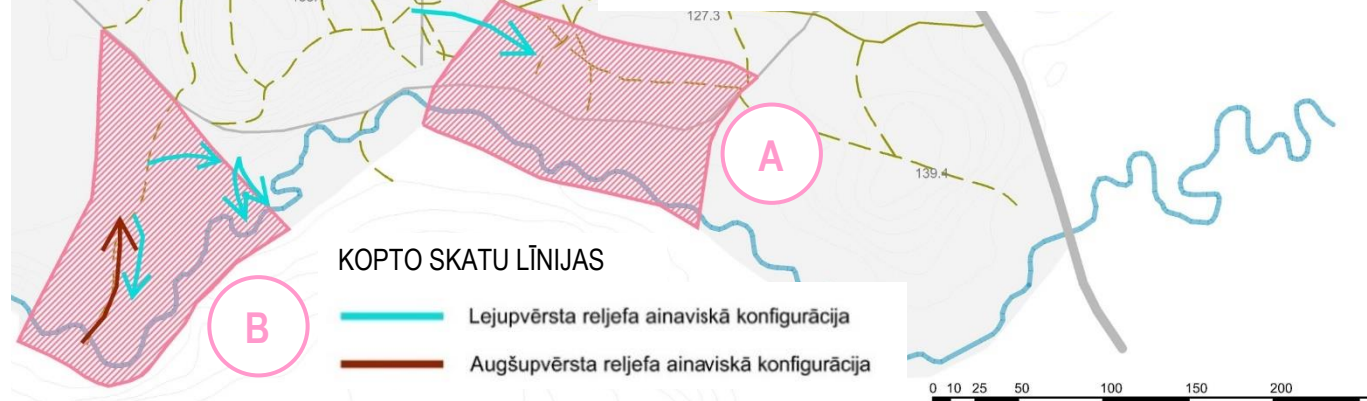 127.3
A
139.4
KOPTO SKATU LĪNIJAS
B
Lejupvērsta reljefa ainaviskā konfigurācija
Augšupvērsta reljefa ainaviskā konfigurācija
0 10 25 50 100 150 200